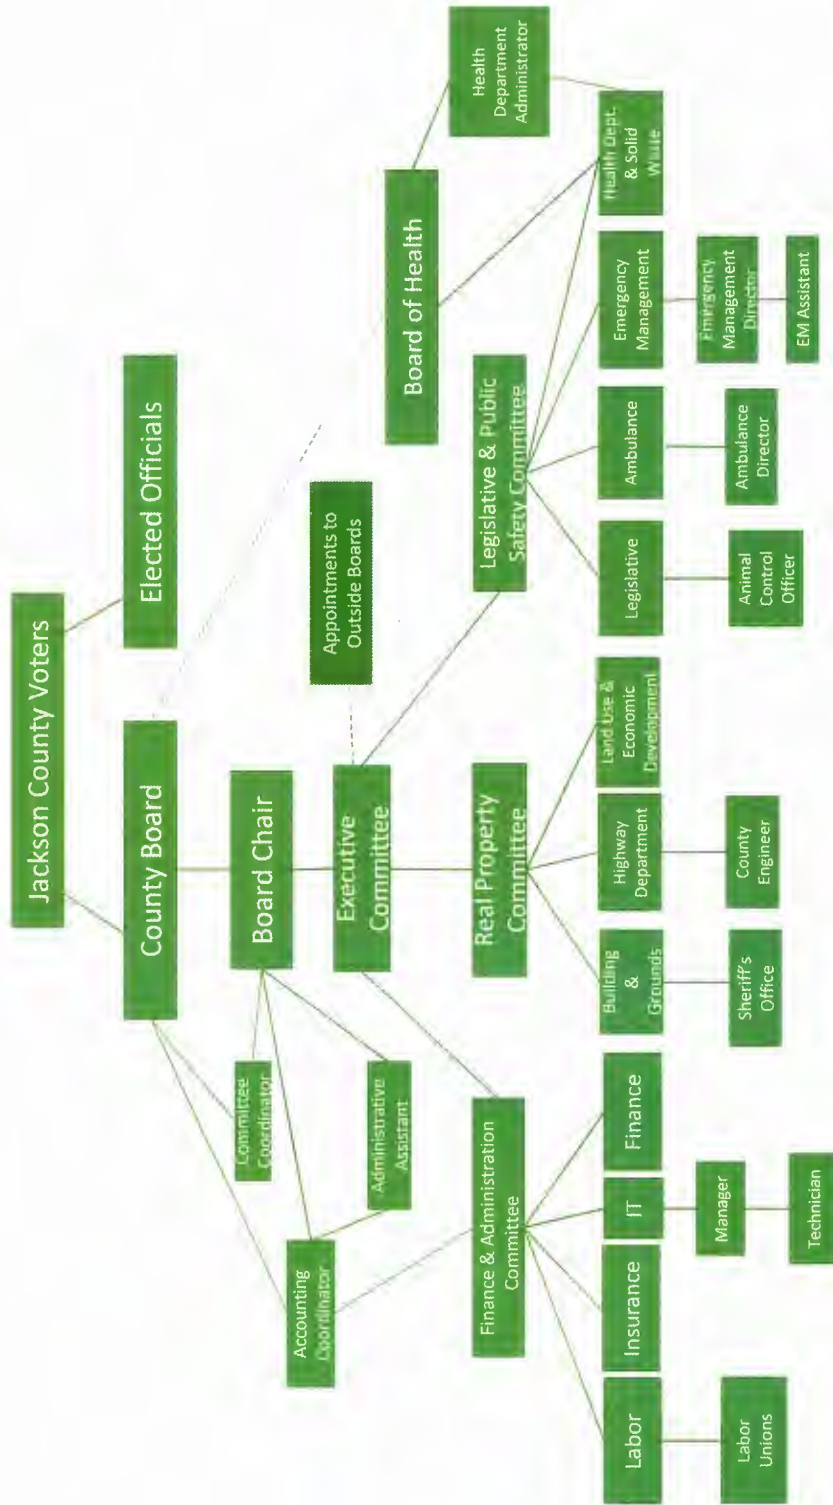 Jackson County Voters
County Board
Elected Officials
Board Chair
Committee
Coordinator
Accounting
Coordinator
Administrative
Assistant
Executive
Committee
Appointments to
Outside Boards
Board of Health
Health
Department
Administrator
Finance & Administration
Committee
Real Property
Committee
Legislative & Public
Safety Committee
Labor
Insurance
IT
Finance
Building
&
Grounds
Highway
Department
Land Use &
Economic
Development
Legislative
Ambulance
Emergency
Management
Health Dept.
& Solid
Waste
Labor
Unions
Manager
Sheriff's
Office
County
Engineer
Animal
Control
Officer
Ambulance
Director
Emergency
Management
Director
Technician
EM Assistant